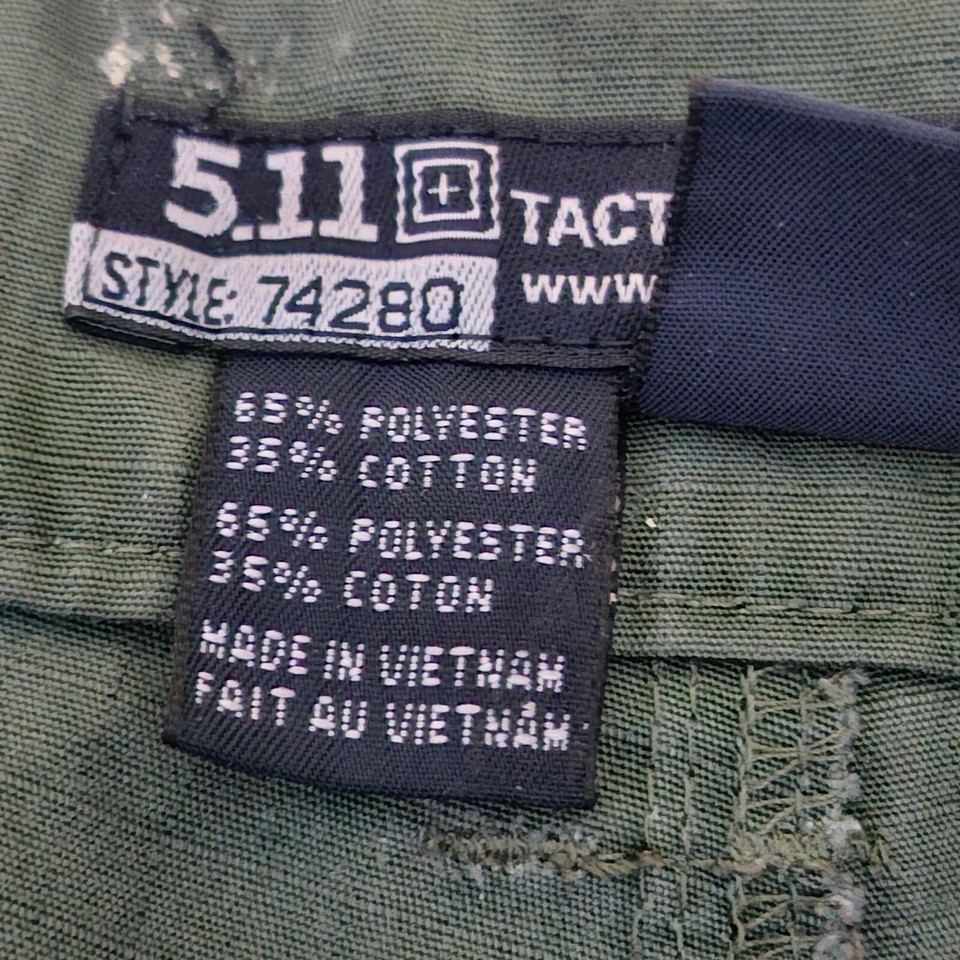 5.11 TACT
STYLE: 74280 www
65% POLYESTER
35% COTTON
65% POLYESTER
35% COTON
MADE IN VIETNAM
FAIT AU VIETNAM